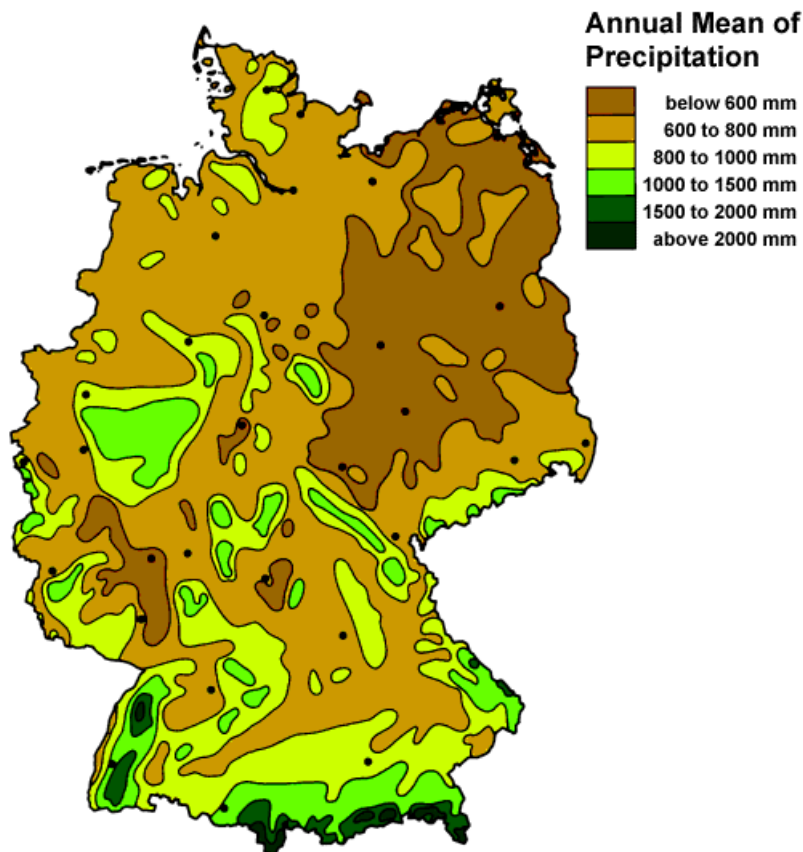 Annual Mean of
Precipitation
below 600 mm
600 to 800 mm
800 to 1000 mm
1000 to 1500 mm
1500 to 2000 mm
above 2000 mm